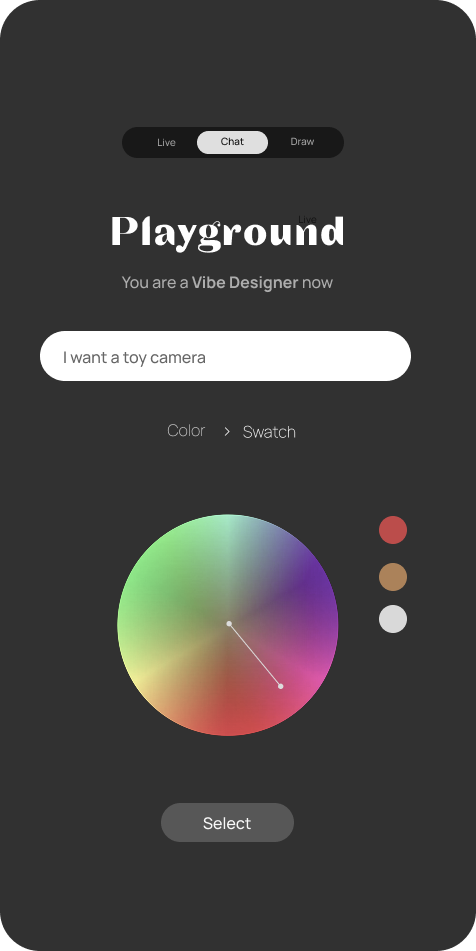 Live Chat Draw
Live
Playground
You are a Vibe Designer now
I want a toy camera
Color > Swatch
Select